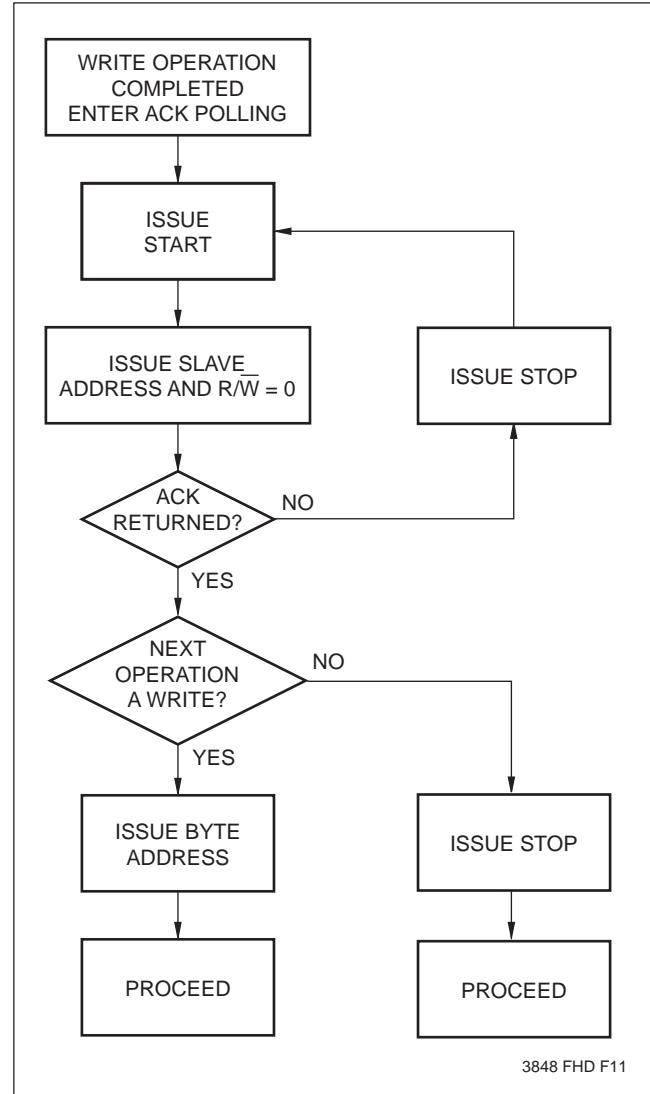 WRITE OPERATION
COMPLETED
ENTER ACK POLLING
ISSUE
START
ISSUE SLAVE
ADDRESS AND R/W̅ = 0
ISSUE STOP
ACK
RETURNED?
NO
YES
NEXT
OPERATION
A WRITE?
NO
YES
ISSUE BYTE
ADDRESS
ISSUE STOP
PROCEED
PROCEED
3848 FHD F11